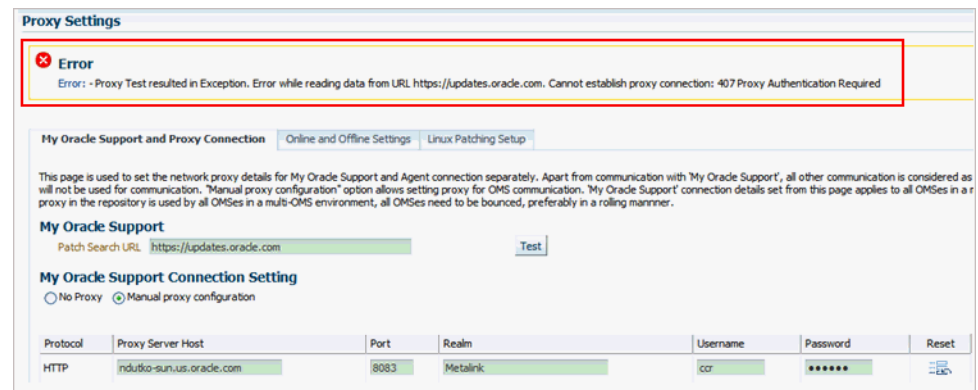 Proxy Settings
Error
Error: - Proxy Test resulted in Exception. Error while reading data from URL https://updates.oracle.com. Cannot establish proxy connection: 407 Proxy Authentication Required
My Oracle Support and Proxy Connection Online and Offline Settings Linux Patching Setup
This page is used to set the network proxy details for My Oracle Support and Agent connection separately. Apart from communication with 'My Oracle Support', all other communication is considered as
will not be used for communication. "Manual proxy configuration" option allows setting proxy for OMS communication. 'My Oracle Support' connection details set from this page applies to all OMSes in a
proxy in the repository is used by all OMSes in a multi-OMS environment, all OMSes need to be bounced, preferably in a rolling mannner.
My Oracle Support
Patch Search URL https://updates.oracle.com Test
My Oracle Support Connection Setting
No Proxy Manual proxy configuration
Protocol Proxy Server Host Port Realm Username Password Reset
HTTP ndutko-sun.us.oracle.com 8083 Metalink ccr ••••••